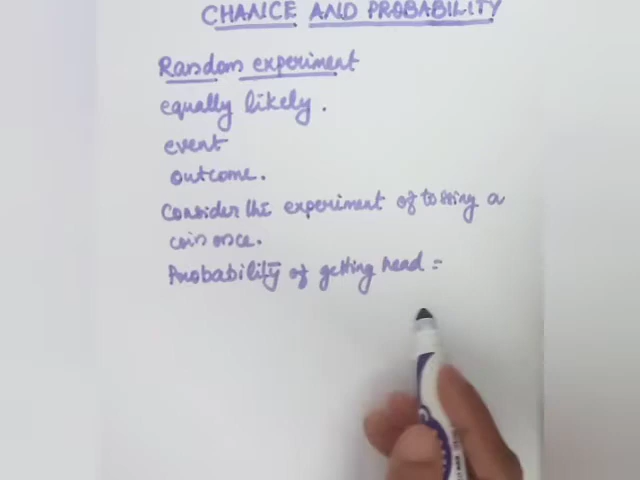 CHANCE AND PROBABILITY
Random experiment
equally likely.
event
outcome.
Consider the experiment of tossing a
coin once.
Probability of getting head =